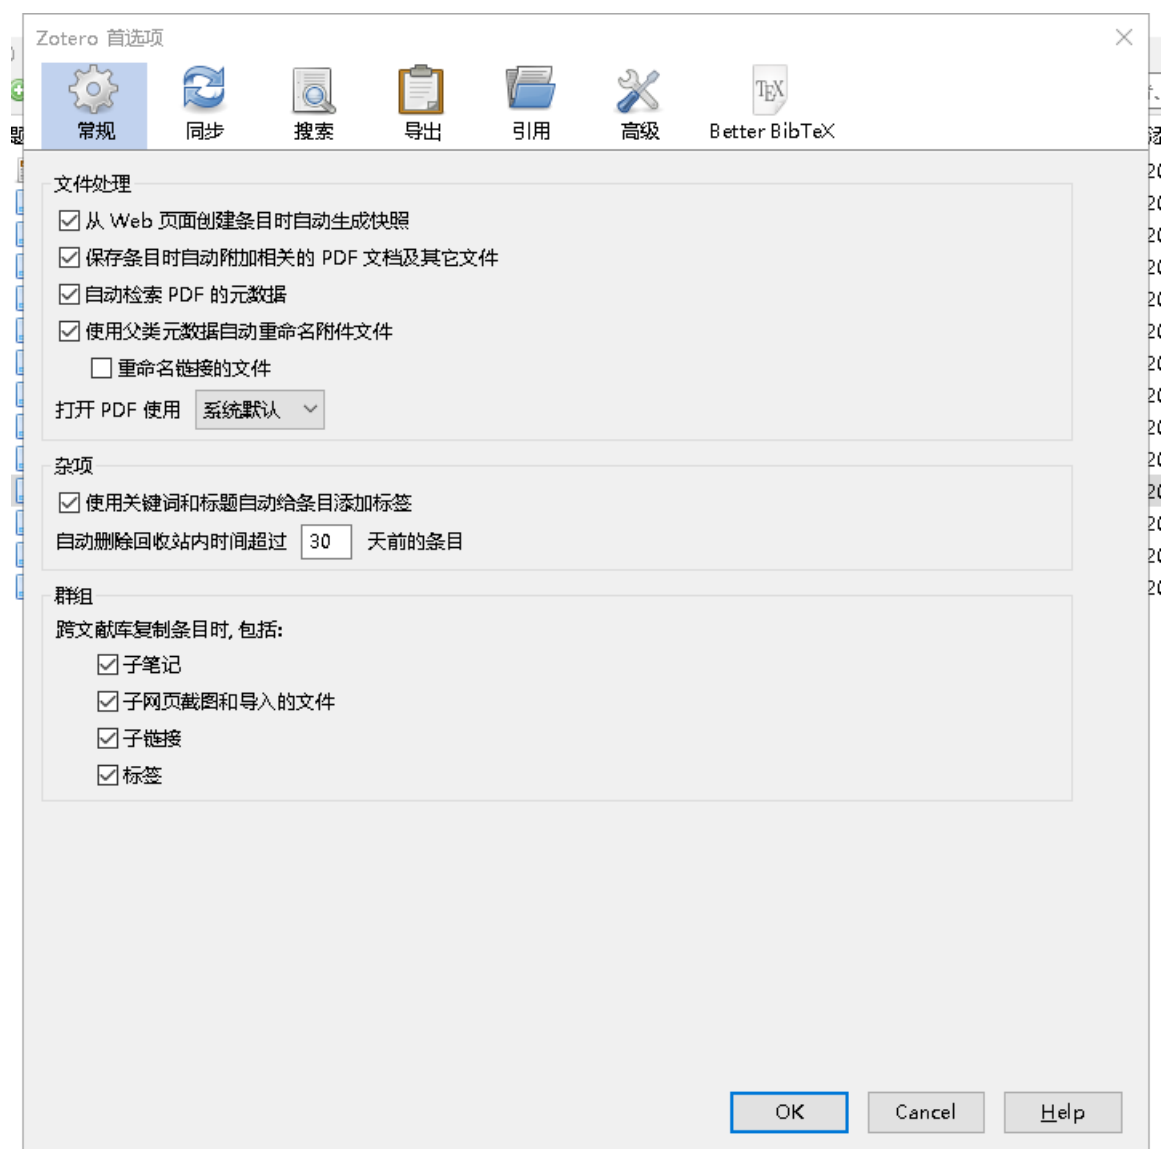 Zotero 首选项
常规 同步 搜索 导出 引用 高级 Better BibTeX
文件处理
从 Web 页面创建条目时自动生成快照
保存条目时自动附加相关的 PDF 文档及其它文件
自动检索 PDF 的元数据
使用父类元数据自动重命名附件文件
重命名链接的文件
打开 PDF 使用 系统默认
杂项
使用关键词和标题自动给条目添加标签
自动删除回收站内时间超过 30 天前的条目
群组
跨文献库复制条目时, 包括:
子笔记
子网页截图和导入的文件
子链接
标签
OK Cancel Help